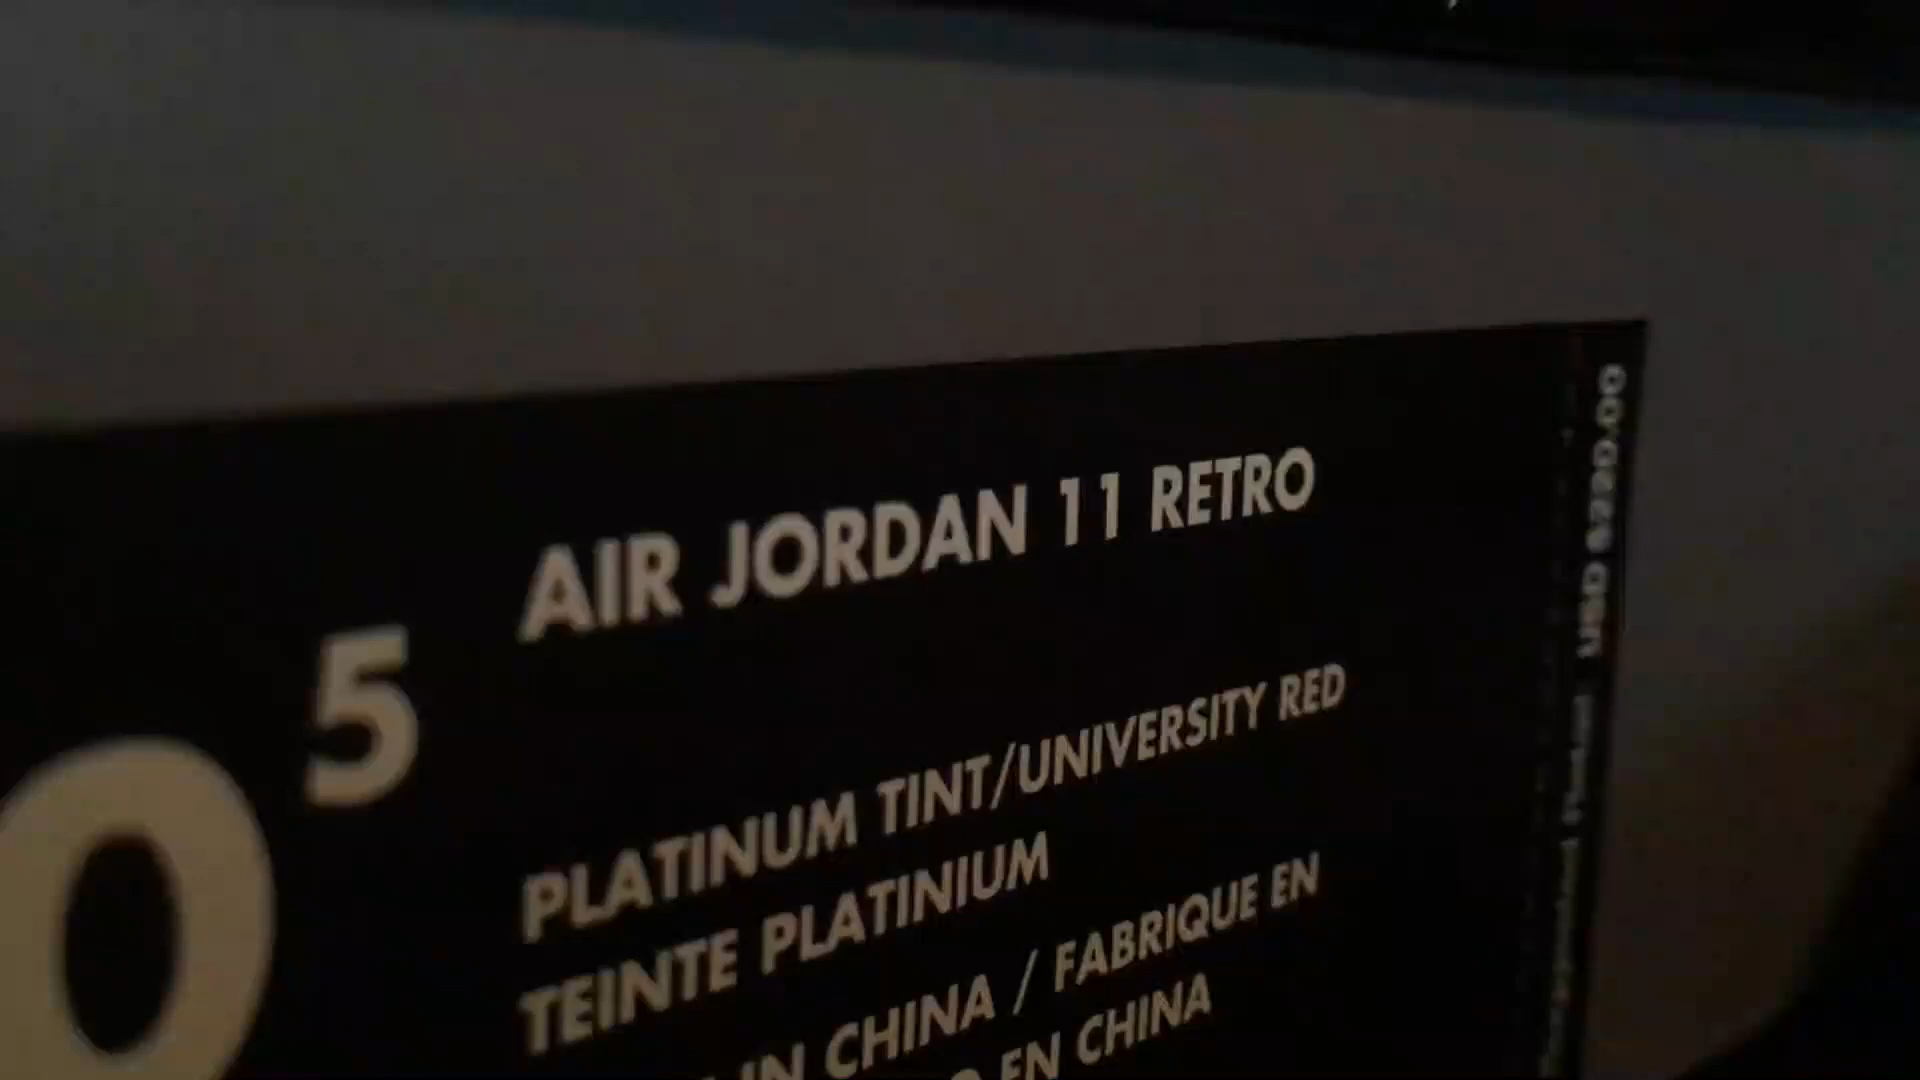 AIR JORDAN 11 RETRO
5
0
PLATINUM TINT/UNIVERSITY RED
TEINTE PLATINIUM
IN CHINA / FABRIQUE EN
EN CHINA
USD $220.00